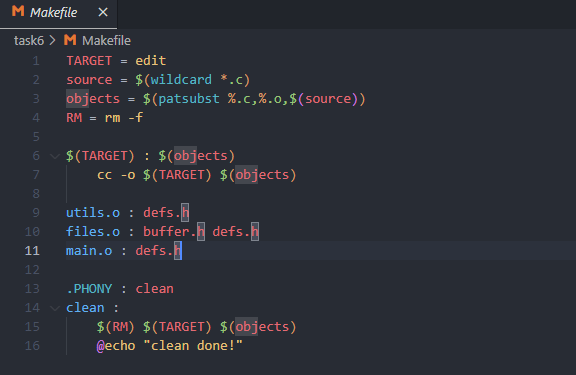 Makefile ×
task6 > Makefile
1 TARGET = edit
2 source = $(wildcard *.c)
3 objects = $(patsubst %.c,%.o,$(source))
4 RM = rm -f
5
6 $(TARGET) : $(objects)
7     cc -o $(TARGET) $(objects)
8
9 utils.o : defs.h
10 files.o : buffer.h defs.h
11 main.o : defs.h
12
13 .PHONY : clean
14 clean :
15     $(RM) $(TARGET) $(objects)
16     @echo "clean done!"